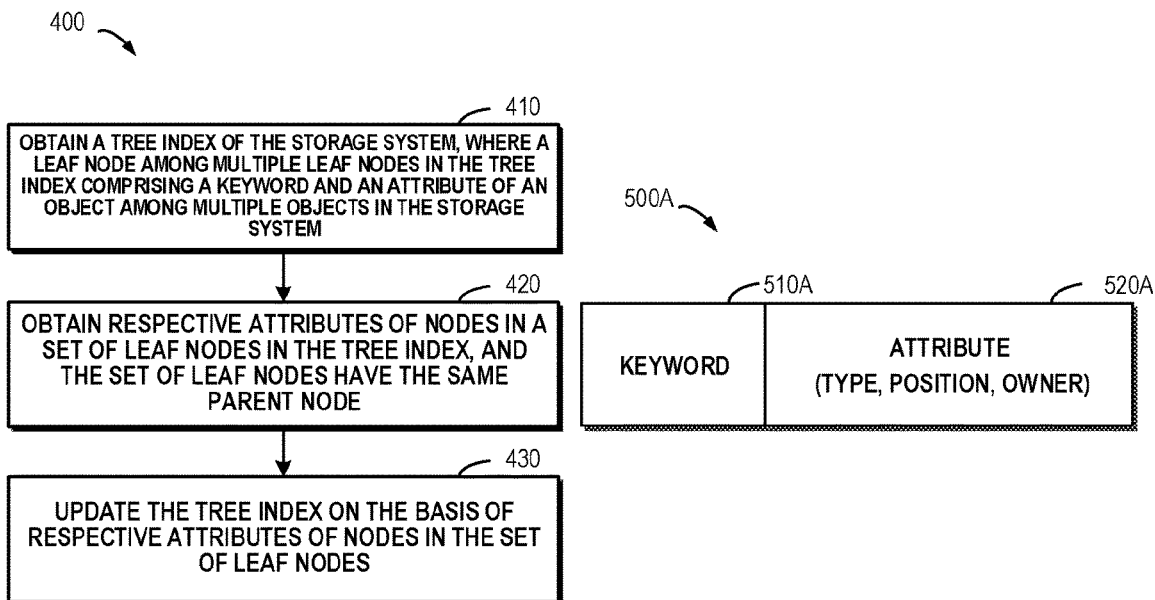 400
410
OBTAIN A TREE INDEX OF THE STORAGE SYSTEM, WHERE A
LEAF NODE AMONG MULTIPLE LEAF NODES IN THE TREE
INDEX COMPRISING A KEYWORD AND AN ATTRIBUTE OF AN
OBJECT AMONG MULTIPLE OBJECTS IN THE STORAGE
SYSTEM
420
OBTAIN RESPECTIVE ATTRIBUTES OF NODES IN A
SET OF LEAF NODES IN THE TREE INDEX, AND
THE SET OF LEAF NODES HAVE THE SAME
PARENT NODE
430
UPDATE THE TREE INDEX ON THE BASIS OF
RESPECTIVE ATTRIBUTES OF NODES IN THE SET
OF LEAF NODES
500A
510A
520A
KEYWORD
ATTRIBUTE
(TYPE, POSITION, OWNER)